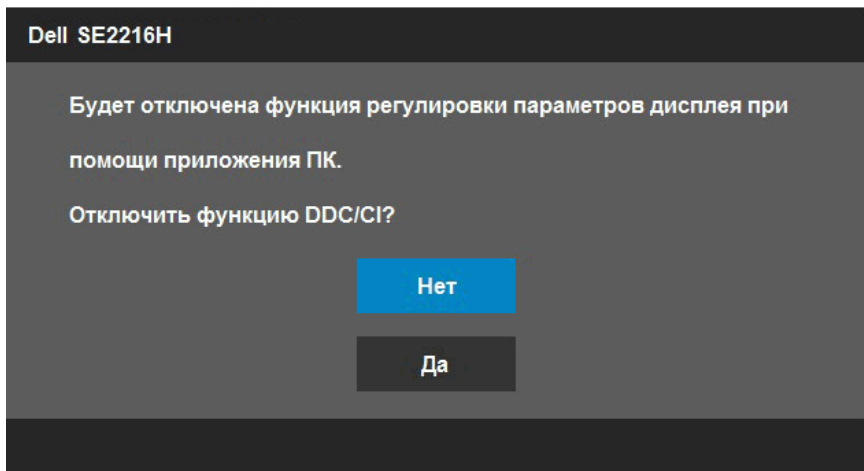 Dell SE2216H
Будет отключена функция регулировки параметров дисплея при
помощи приложения ПК.
Отключить функцию DDC/CI?
Нет
Да